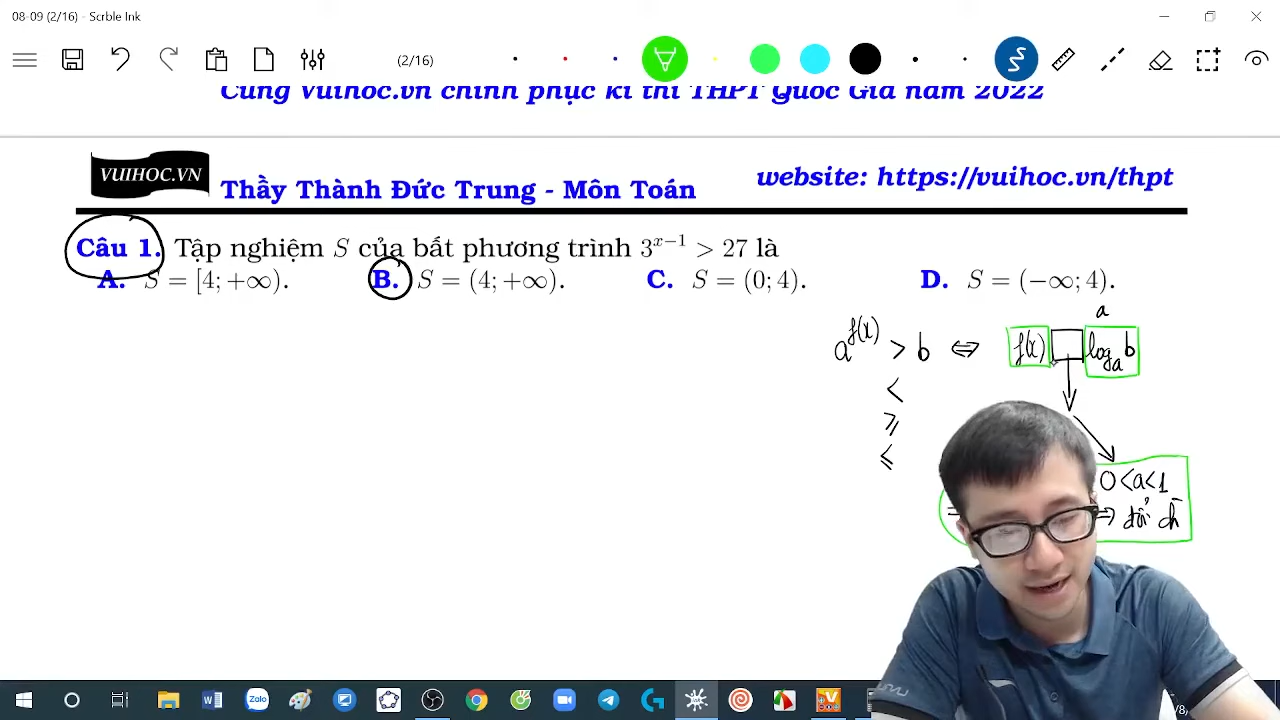 08-09 (2/16) - Scrble Ink
(2/16)
Cùng Vuihoc.vn chinh phục kì thi THPT Quốc Gia năm 2022
VUIHOC.VN
Thầy Thành Đức Trung - Môn Toán
website: https://vuihoc.vn/thpt
Câu 1. Tập nghiệm S của bất phương trình 3^{x−1} > 27 là
A. S = [4; +∞). B. S = (4; +∞). C. S = (0; 4). D. S = (−∞; 4).
a
a^{f(x)} > b ⇔ f(x) □ log_a b
<
⩾
⩽
0<a<1
⇒ đổi ch
Zalo